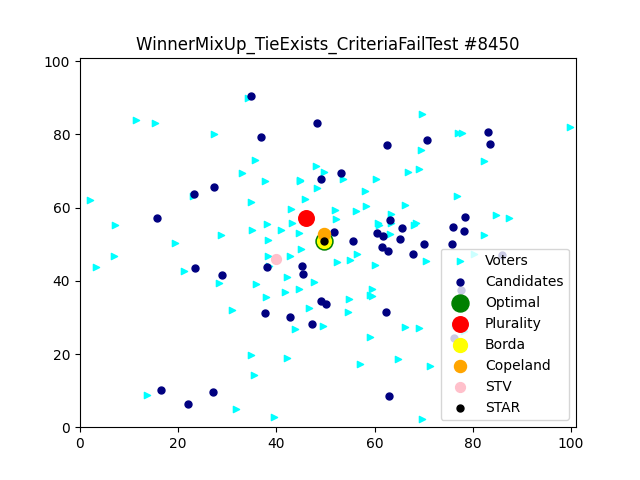 WinnerMixUp_TieExists_CriteriaFailTest #8450
100
80
60
40
20
0
0
20
40
60
80
100
Voters
Candidates
Optimal
Plurality
Borda
Copeland
STV
STAR